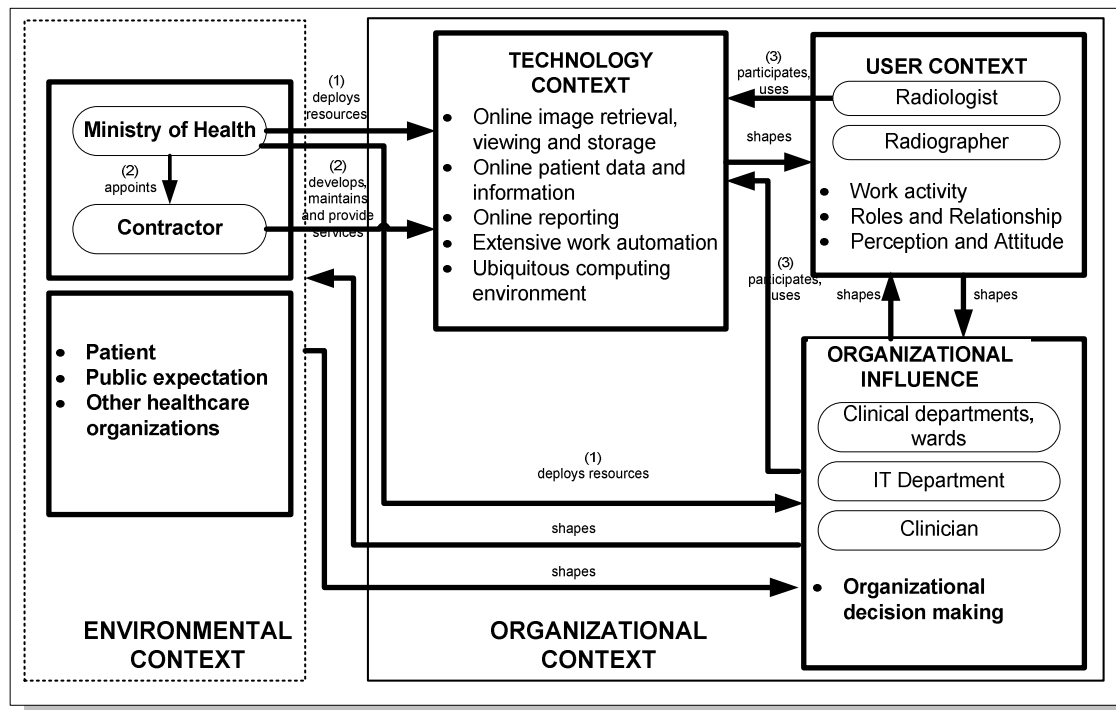 Ministry of Health
(2)
appoints
Contractor
• Patient
• Public expectation
• Other healthcare
organizations
ENVIRONMENTAL
CONTEXT
(1)
deploys
resources
(2)
develops,
maintains
and provide
services
TECHNOLOGY
CONTEXT
• Online image retrieval,
viewing and storage
• Online patient data and
information
• Online reporting
• Extensive work automation
• Ubiquitous computing
environment
(3)
participates,
uses
shapes
USER CONTEXT
Radiologist
Radiographer
• Work activity
• Roles and Relationship
• Perception and Attitude
(3)
participates,
uses
shapes
shapes
ORGANIZATIONAL
INFLUENCE
Clinical departments,
wards
IT Department
Clinician
• Organizational
decision making
(1)
deploys resources
shapes
shapes
ORGANIZATIONAL
CONTEXT